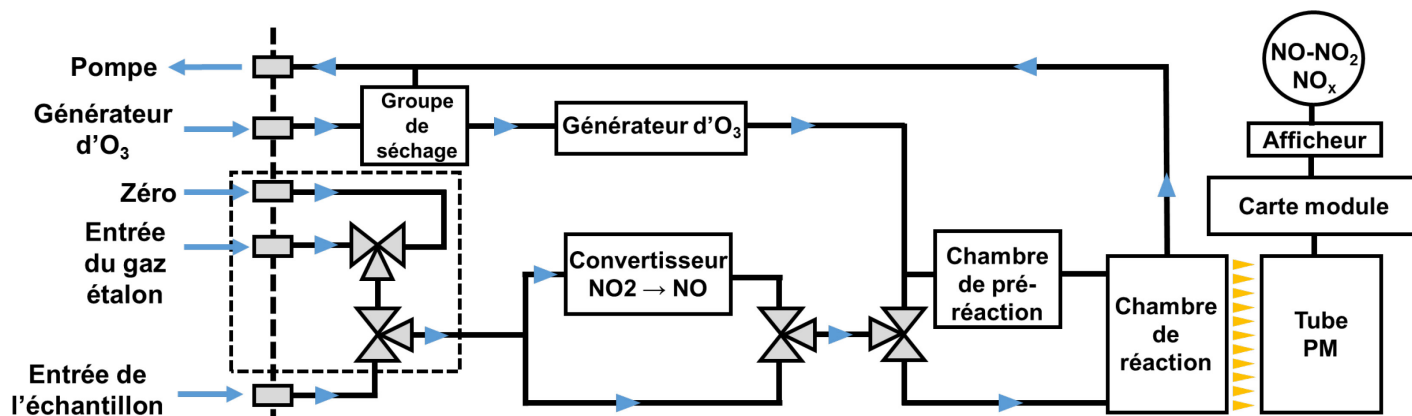 Pompe
Générateur
d’O₃
Zéro
Entrée
du gaz
étalon
Entrée de
l’échantillon
Groupe
de
séchage
Générateur d’O₃
Convertisseur
NO2 → NO
Chambre
de pré-
réaction
Chambre
de
réaction
NO-NO₂
NOₓ
Afficheur
Carte module
Tube
PM